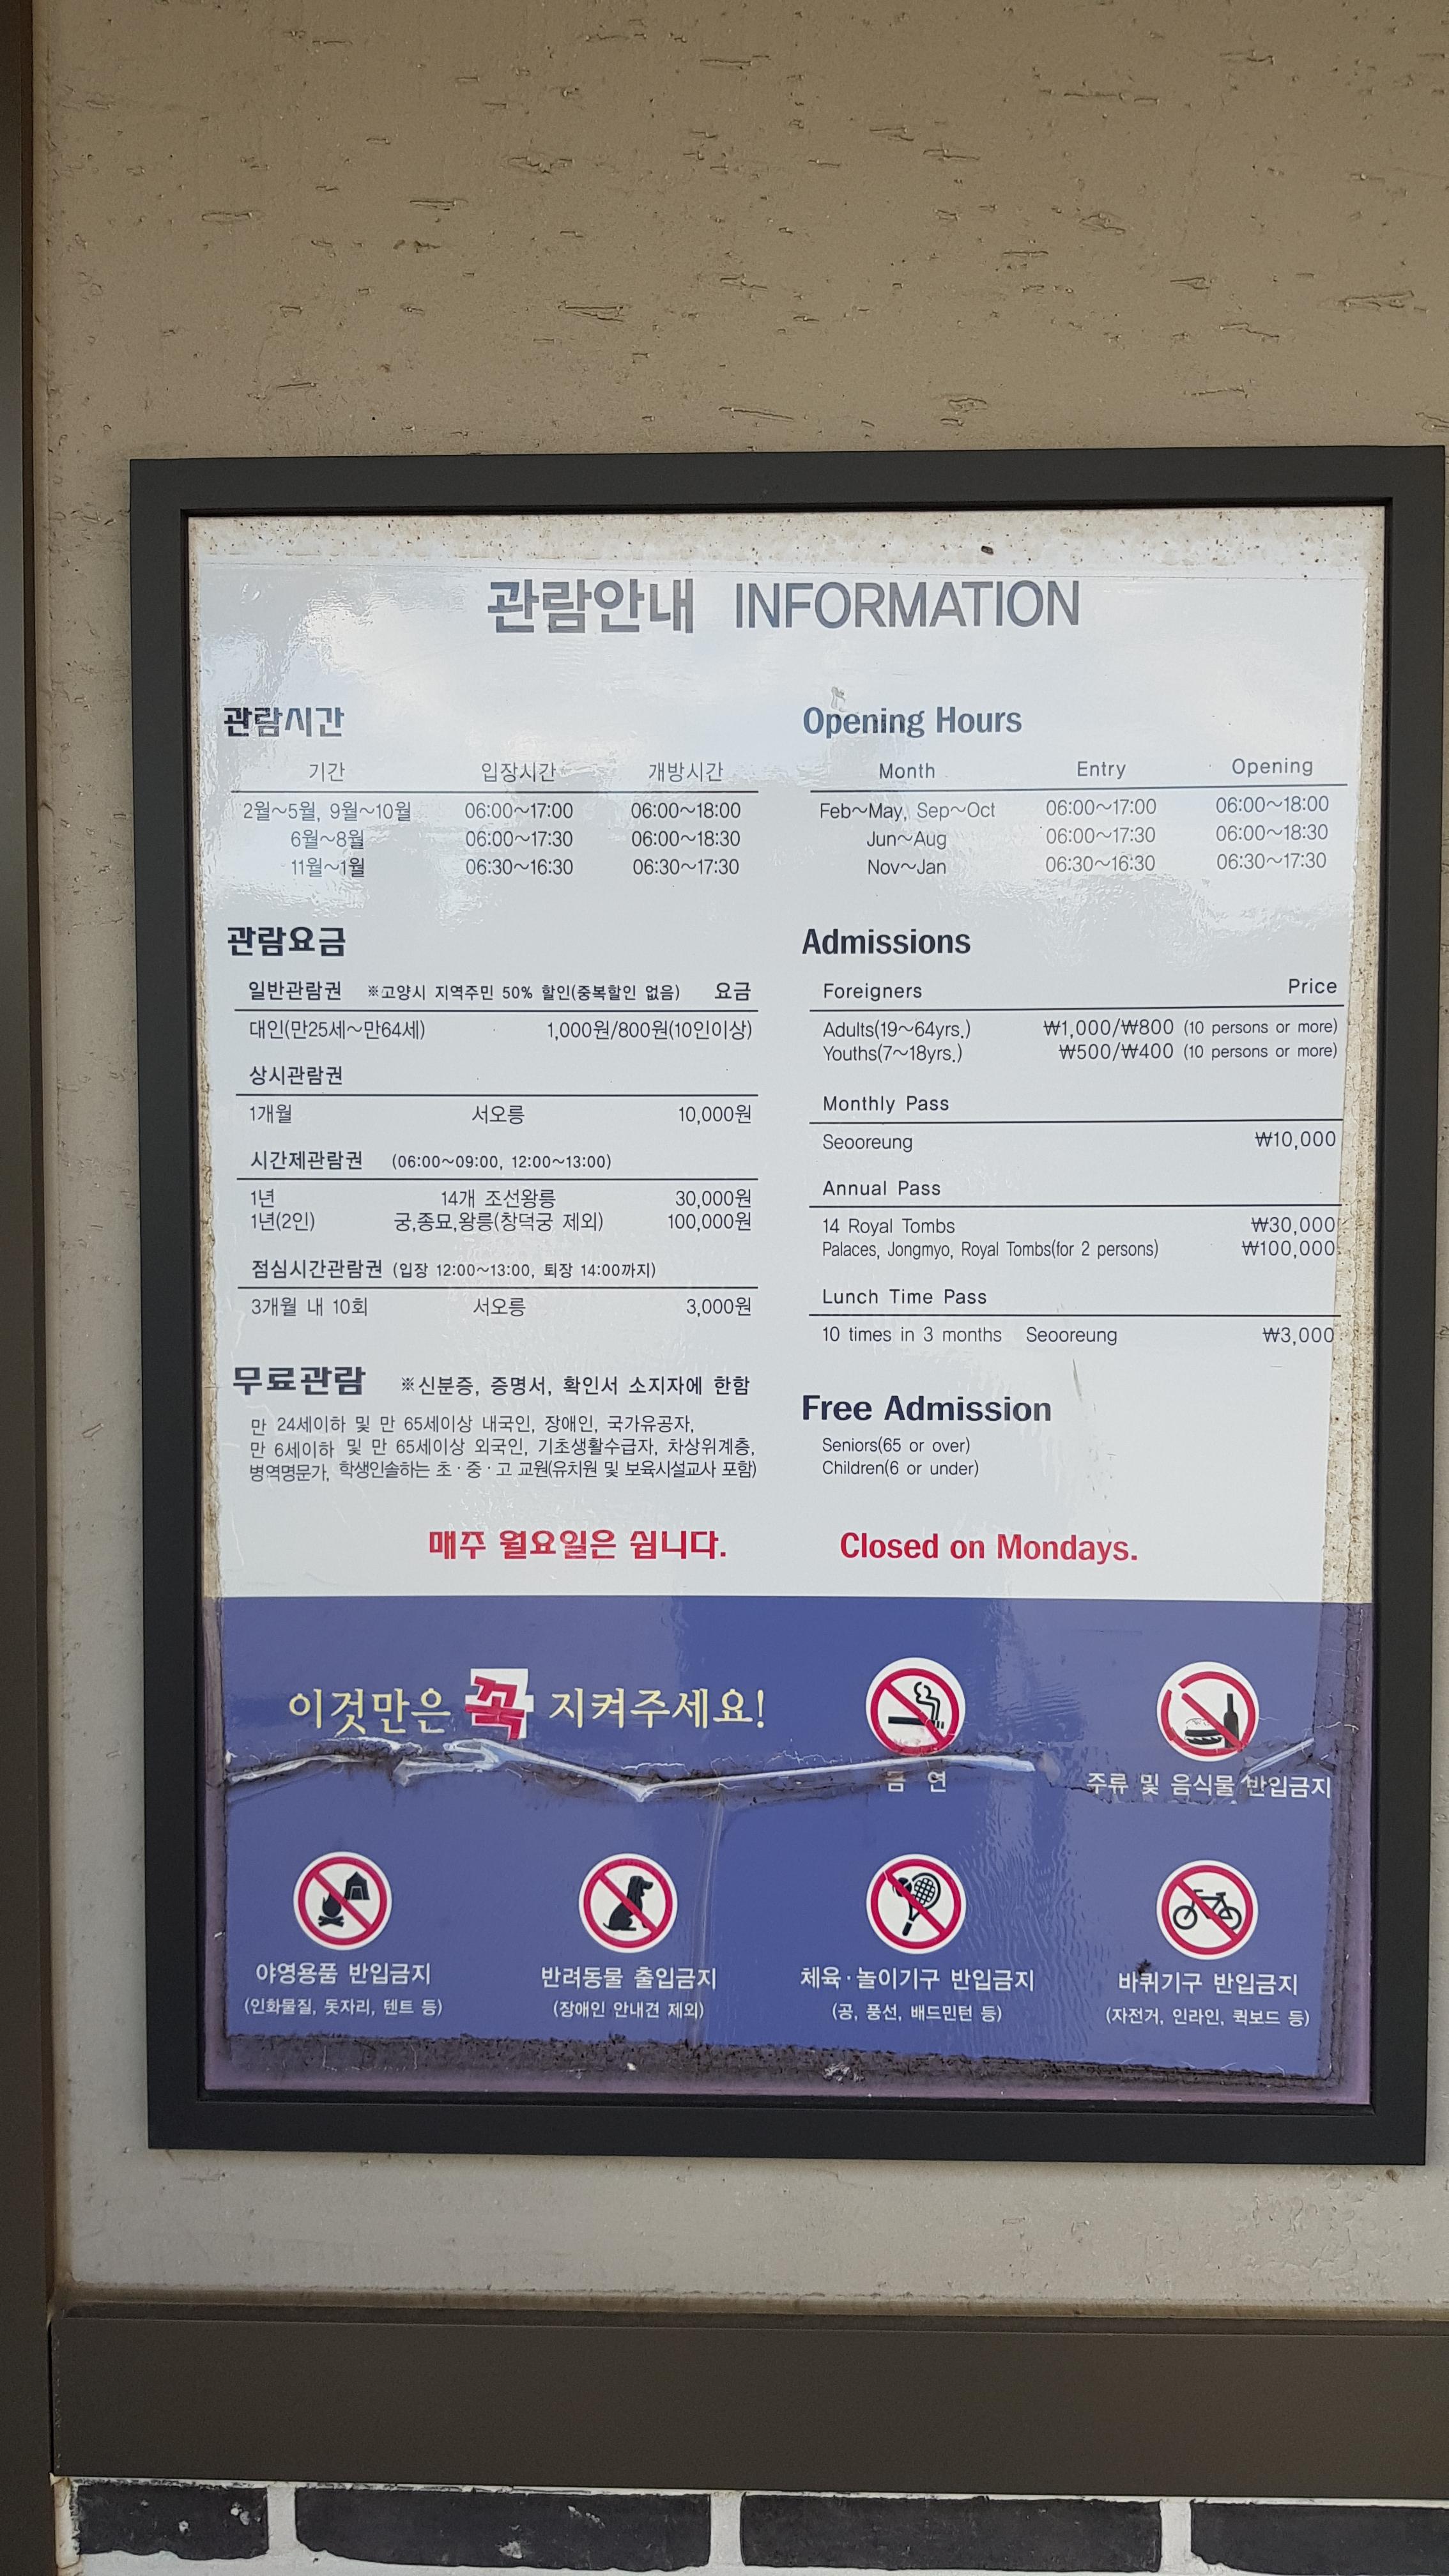 관람안내 INFORMATION
관람시간
기간 입장시간 개방시간
2월~5월, 9월~10월 06:00~17:00 06:00~18:00
6월~8월 06:00~17:30 06:00~18:30
11월~1월 06:30~16:30 06:30~17:30
관람요금
일반관람권 ※고양시 지역주민 50% 할인(중복할인 없음) 요금
대인(만25세~만64세) 1,000원/800원(10인이상)
상시관람권
1개월 서오릉 10,000원
시간제관람권 (06:00~09:00, 12:00~13:00)
1년 14개 조선왕릉 30,000원
1년(2인) 궁,종묘,왕릉(창덕궁 제외) 100,000원
점심시간관람권 (입장 12:00~13:00, 퇴장 14:00까지)
3개월 내 10회 서오릉 3,000원
무료관람 ※신분증, 증명서, 확인서 소지자에 한함
만 24세이하 및 만 65세이상 내국인, 장애인, 국가유공자,
만 6세이하 및 만 65세이상 외국인, 기초생활수급자, 차상위계층,
병역명문가, 학생인솔하는 초·중·고 교원(유치원 및 보육시설교사 포함)
매주 월요일은 쉽니다.
Opening Hours
Month Entry Opening
Feb~May, Sep~Oct 06:00~17:00 06:00~18:00
Jun~Aug 06:00~17:30 06:00~18:30
Nov~Jan 06:30~16:30 06:30~17:30
Admissions
Foreigners Price
Adults(19~64yrs.) ₩1,000/₩800 (10 persons or more)
Youths(7~18yrs.) ₩500/₩400 (10 persons or more)
Monthly Pass
Seooreung ₩10,000
Annual Pass
14 Royal Tombs ₩30,000
Palaces, Jongmyo, Royal Tombs(for 2 persons) ₩100,000
Lunch Time Pass
10 times in 3 months Seooreung ₩3,000
Free Admission
Seniors(65 or over)
Children(6 or under)
Closed on Mondays.
이것만은 꼭 지켜주세요!
금 연
주류 및 음식물 반입금지
야영용품 반입금지
(인화물질, 돗자리, 텐트 등)
반려동물 출입금지
(장애인 안내견 제외)
체육·놀이기구 반입금지
(공, 풍선, 배드민턴 등)
바퀴기구 반입금지
(자전거, 인라인, 퀵보드 등)